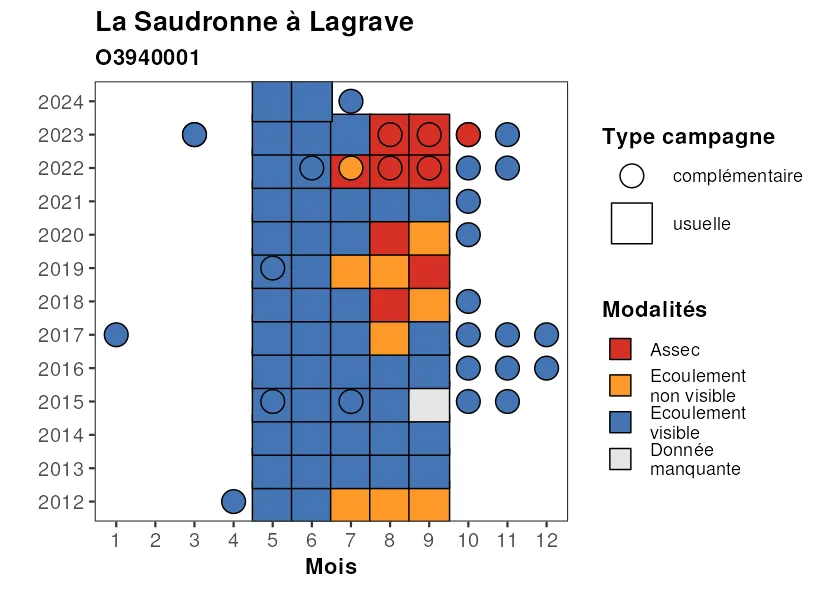 La Saudronne à Lagrave
O3940001
2024
2023
2022
2021
2020
2019
2018
2017
2016
2015
2014
2013
2012
1 2 3 4 5 6 7 8 9 10 11 12
Mois
Type campagne
complémentaire
usuelle
Modalités
Assec
Ecoulement
non visible
Ecoulement
visible
Donnée
manquante